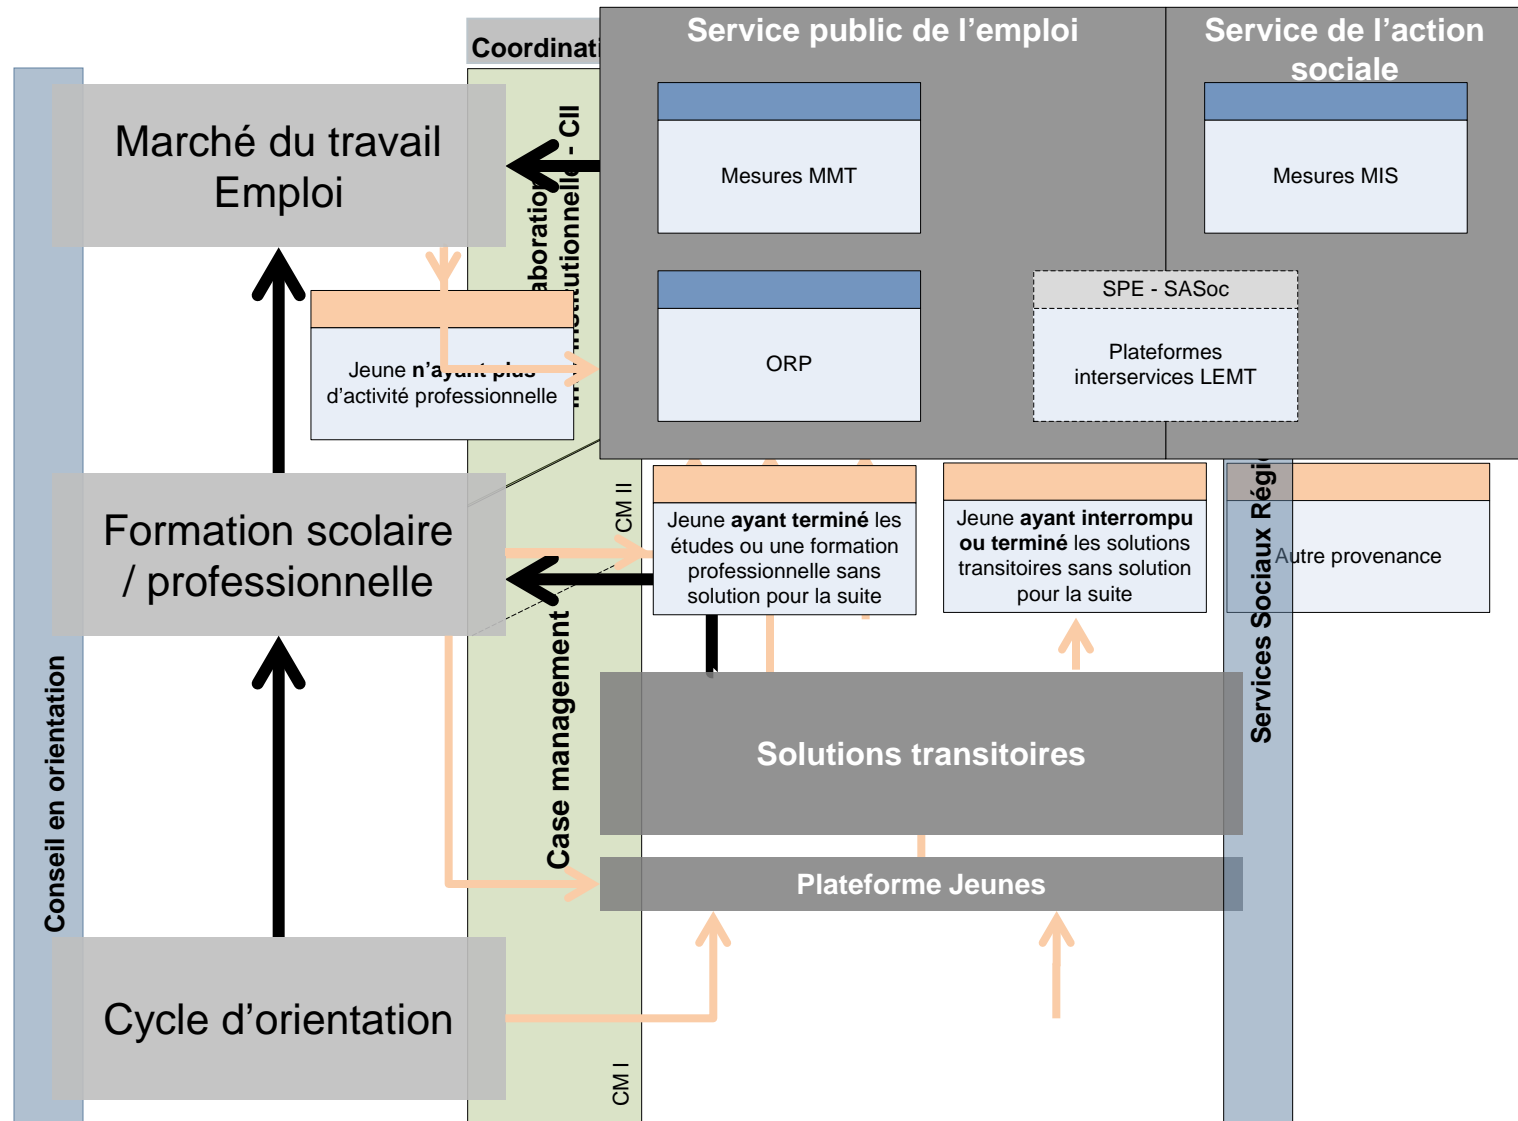 Coordinati
Service public de l’emploi
Service de l’action
sociale
Marché du travail
Emploi
Mesures MMT
Mesures MIS
institutionnelle - CII
SPE - SASoc
Jeune n’ayant plus
d’activité professionnelle
ORP
Plateformes
interservices LEMT
Formation scolaire
/ professionnelle
CM II
Jeune ayant terminé les
études ou une formation
professionnelle sans
solution pour la suite
Jeune ayant interrompu
ou terminé les solutions
transitoires sans solution
pour la suite
Autre provenance
Services Sociaux Régi
Conseil en orientation
Case management
Solutions transitoires
Plateforme Jeunes
Cycle d’orientation
CM I